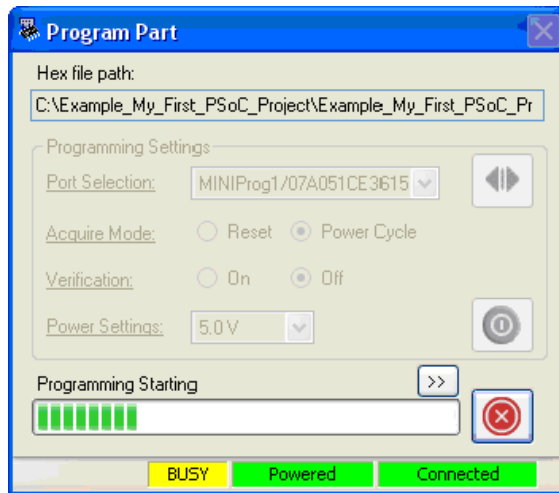 Program Part
Hex file path:
C:\Example_My_First_PSoC_Project\Example_My_First_PSoC_Pr
Programming Settings
Port Selection: MINIProg1/07A051CE3615
Acquire Mode: Reset Power Cycle
Verification: On Off
Power Settings: 5.0 V
Programming Starting >>
BUSY Powered Connected